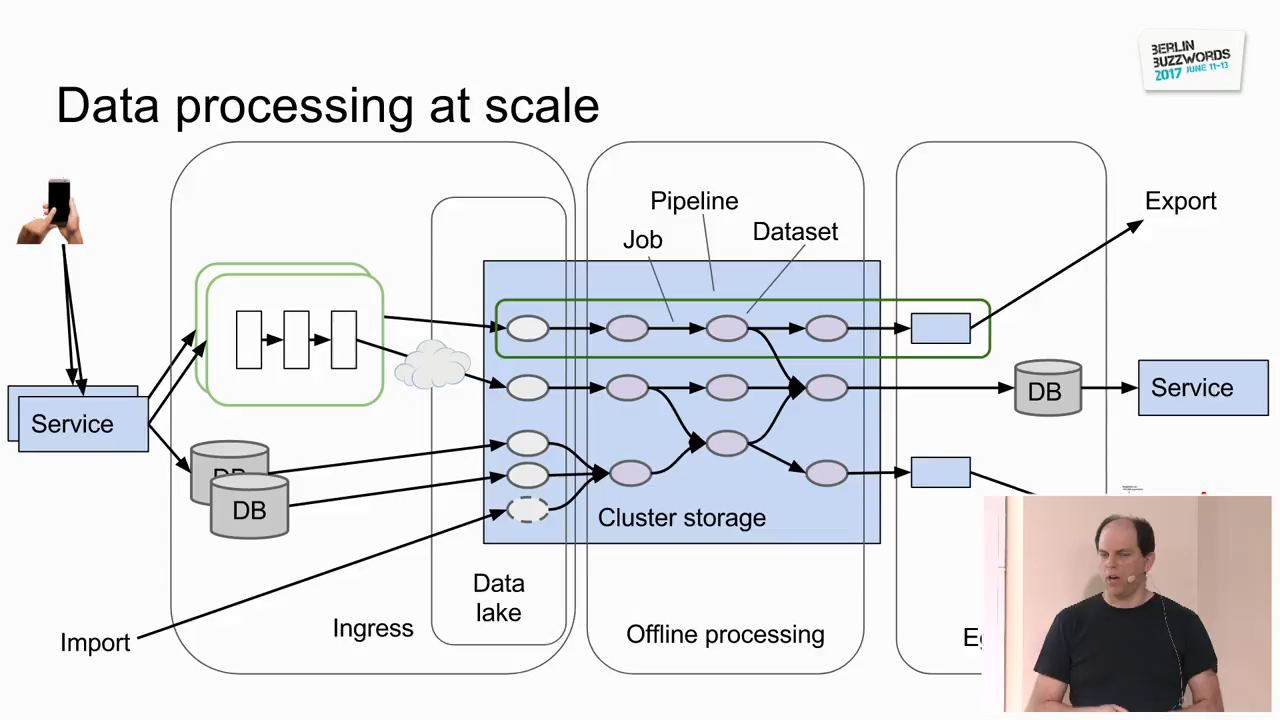 BERLIN
BUZZWORDS
2017 JUNE 11-13
Data processing at scale
Pipeline
Job
Dataset
Export
Service
DB
DB
DB
Service
Cluster storage
Data
lake
Import
Ingress
Offline processing